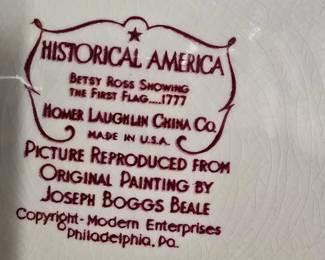 HISTORICAL AMERICA
BETSY ROSS SHOWING
THE FIRST FLAG....1777
HOMER LAUGHLIN CHINA CO.
MADE IN U.S.A.
PICTURE REPRODUCED FROM
ORIGINAL PAINTING BY
JOSEPH BOGGS BEALE
Copyright - Modern Enterprises
Philadelphia, Pa.